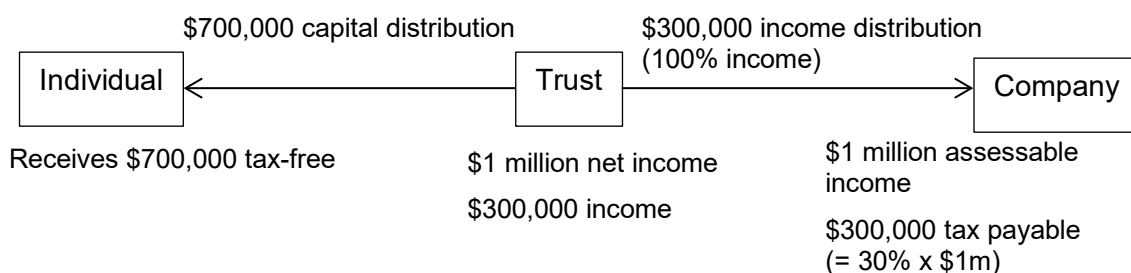 $700,000 capital distribution
$300,000 income distribution
(100% income)
Individual
Trust
Company
Receives $700,000 tax-free
$1 million net income
$300,000 income
$1 million assessable
income
$300,000 tax payable
(= 30% x $1m)